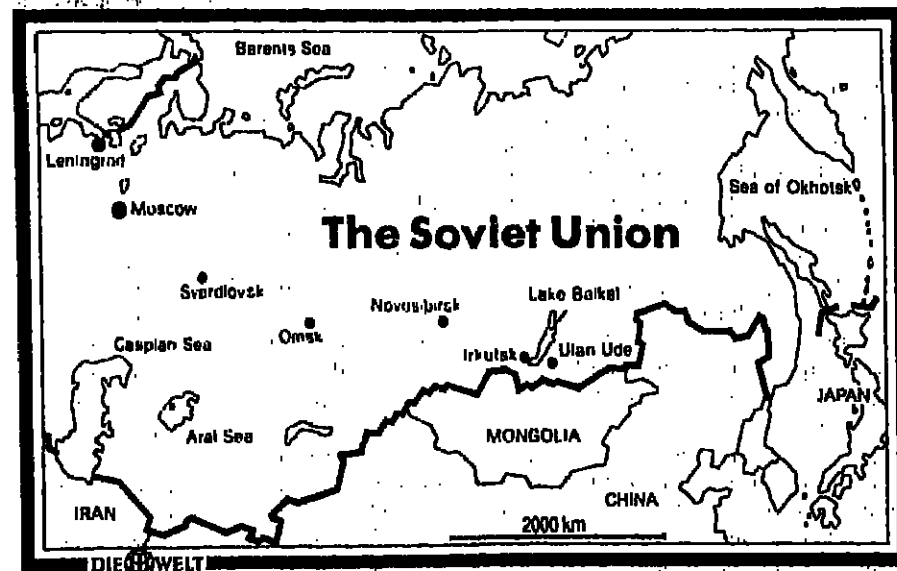 Barents Sea
Leningrad
Moscow
Sea of Okhotsk
The Soviet Union
Sverdlovsk
Novosibirsk
Lake Baikal
Omsk
Irkutsk
Ulan Ude
Caspian Sea
JAPAN
Aral Sea
MONGOLIA
IRAN
CHINA
2000 km
DIE WELT